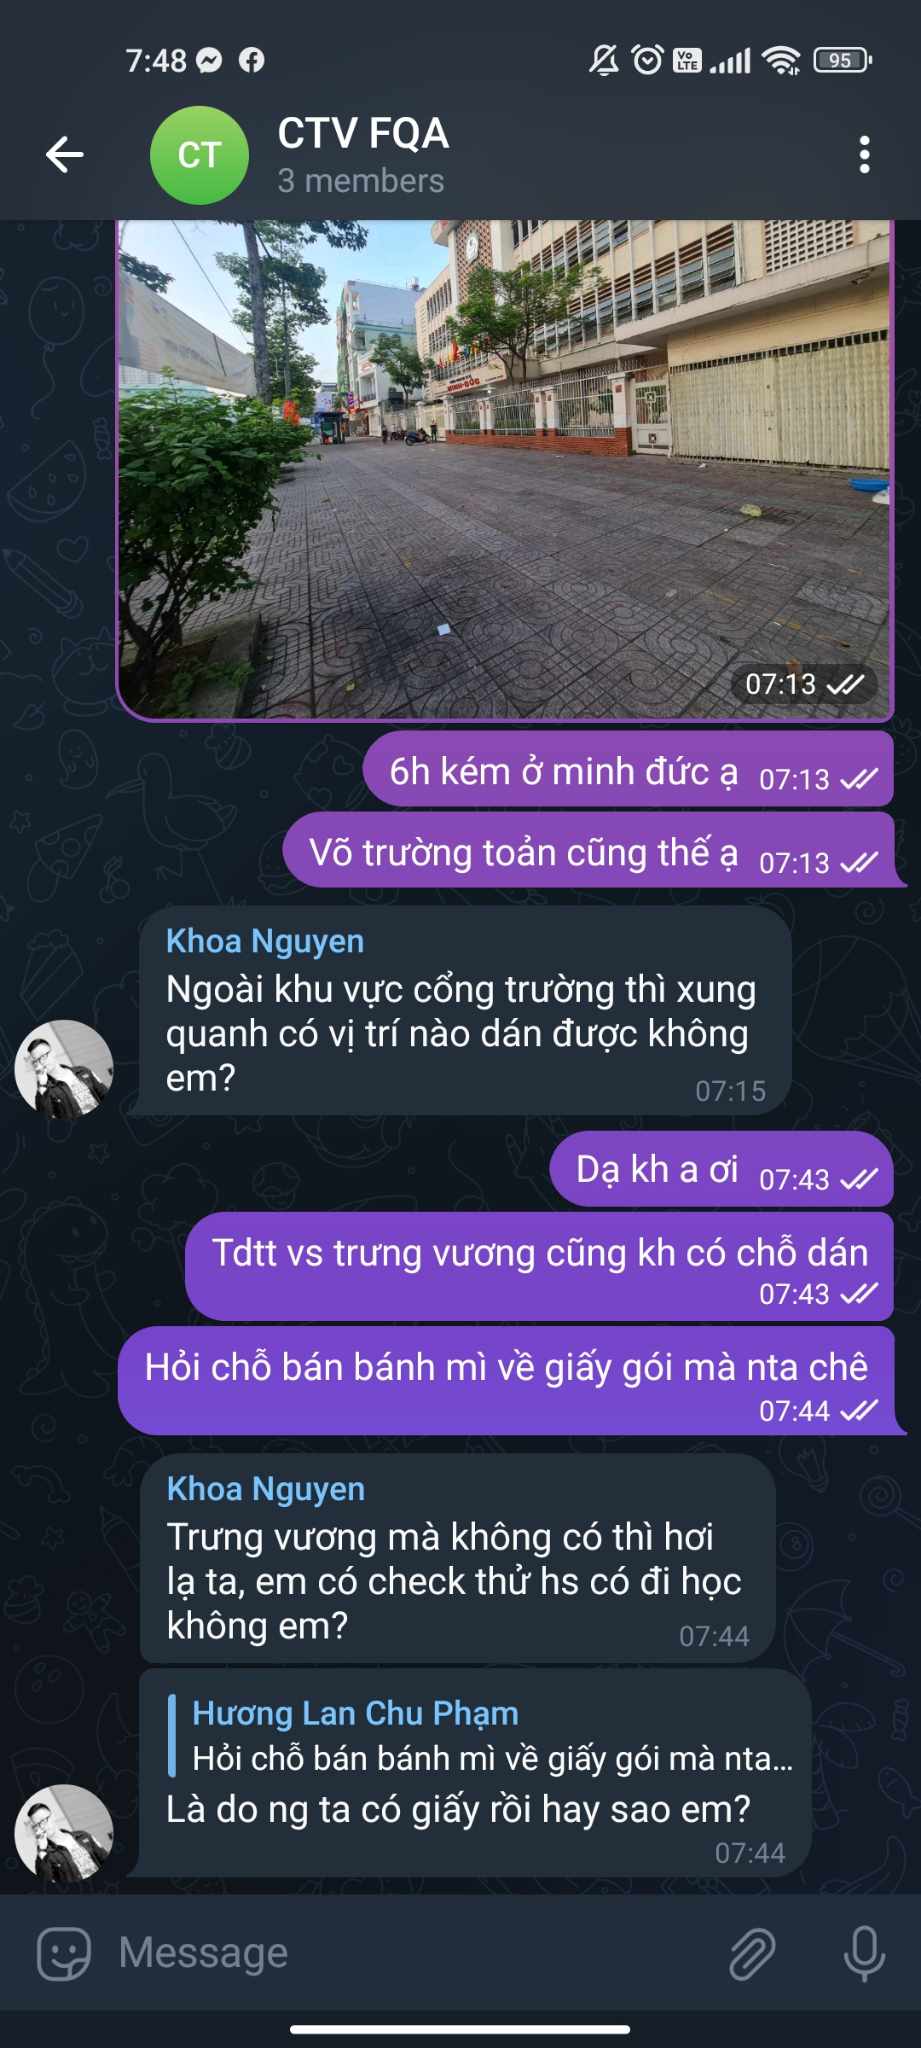 7:48
Vo
LTE
95
CT
CTV FQA
3 members
MINH ĐỨC
07:13
6h kém ở minh đức ạ 07:13
Võ trường toản cũng thế ạ 07:13
Khoa Nguyen
Ngoài khu vực cổng trường thì xung
quanh có vị trí nào dán được không
em?
07:15
Dạ kh a ơi 07:43
Tdtt vs trưng vương cũng kh có chỗ dán
07:43
Hỏi chỗ bán bánh mì về giấy gói mà nta chê
07:44
Khoa Nguyen
Trưng vương mà không có thì hơi
lạ ta, em có check thử hs có đi học
không em?
07:44
Hương Lan Chu Phạm
Hỏi chỗ bán bánh mì về giấy gói mà nta...
Là do ng ta có giấy rồi hay sao em?
07:44
Message